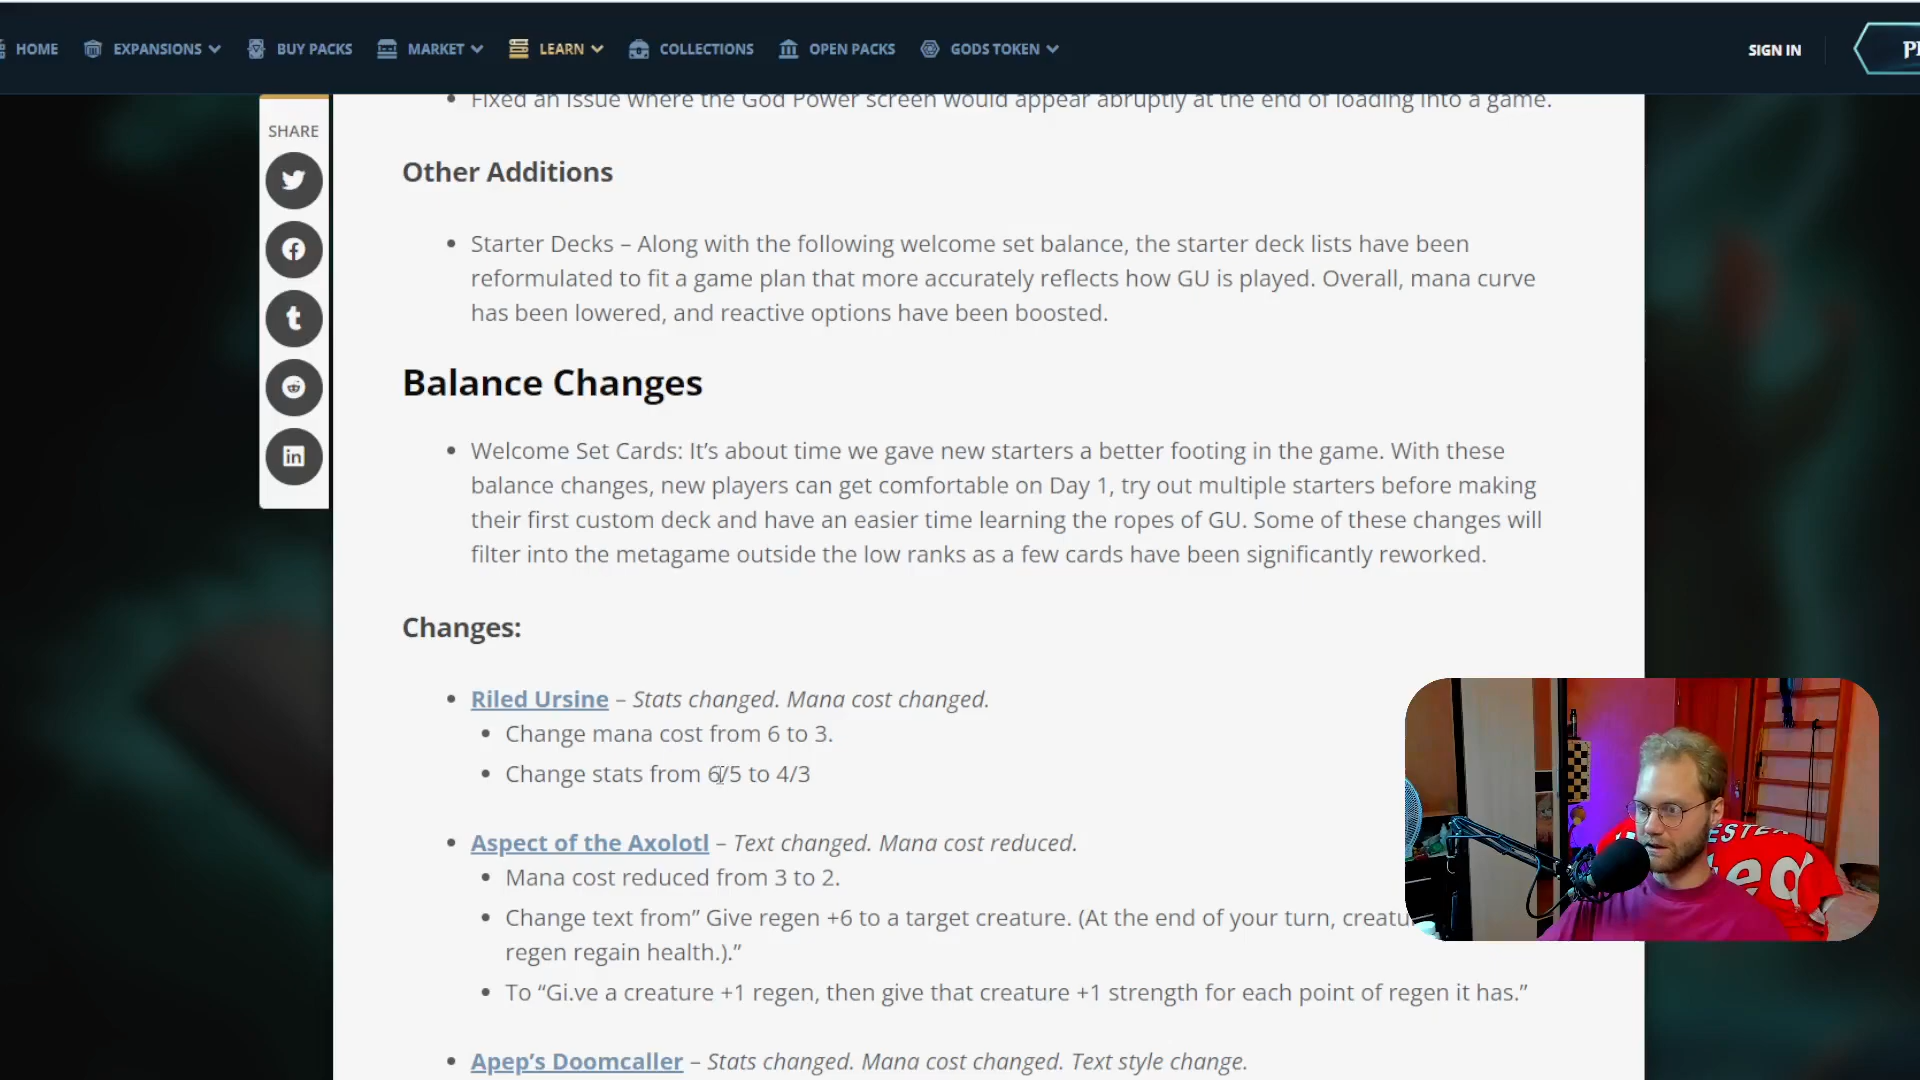 HOME EXPANSIONS BUY PACKS MARKET LEARN COLLECTIONS OPEN PACKS GODS TOKEN SIGN IN
Fixed an issue where the God Power screen would appear abruptly at the end of loading into a game.
SHARE
Other Additions
Starter Decks – Along with the following welcome set balance, the starter deck lists have been
reformulated to fit a game plan that more accurately reflects how GU is played. Overall, mana curve
has been lowered, and reactive options have been boosted.
Balance Changes
Welcome Set Cards: It’s about time we gave new starters a better footing in the game. With these
balance changes, new players can get comfortable on Day 1, try out multiple starters before making
their first custom deck and have an easier time learning the ropes of GU. Some of these changes will
filter into the metagame outside the low ranks as a few cards have been significantly reworked.
Changes:
Riled Ursine – Stats changed. Mana cost changed.
Change mana cost from 6 to 3.
Change stats from 6/5 to 4/3
Aspect of the Axolotl – Text changed. Mana cost reduced.
Mana cost reduced from 3 to 2.
Change text from” Give regen +6 to a target creature. (At the end of your turn,
regen regain health.).”
To “Gi.ve a creature +1 regen, then give that creature +1 strength for each point of regen it has.”
Apep’s Doomcaller – Stats changed. Mana cost changed. Text style change.